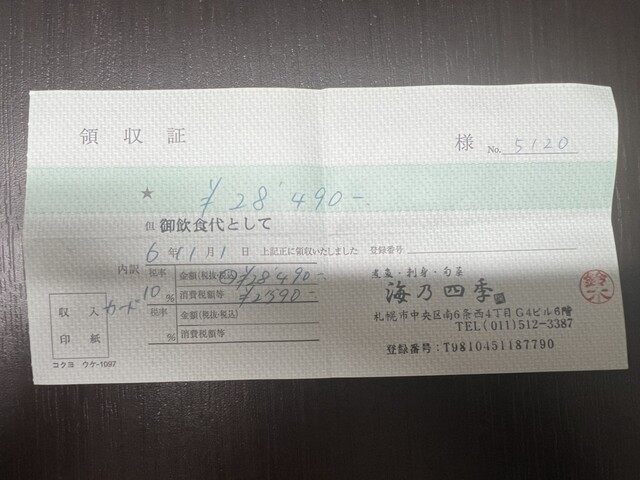 領収証 様 No. 5120
★ ¥28,490-
但 御飲食代として
6年11月1日 上記正に領収いたしました 登録番号
内訳 税率 10% 金額(税抜・税込) ¥28,490-
消費税額等 ¥2590-
税率 % 金額(税抜・税込)
消費税額等
収入印紙 カード
コクヨ ウケ-1097
刺身・旬菜
海乃四季
札幌市中央区南6条西4丁目G4ビル6階
TEL(011)512-3387
登録番号:T9810451187790